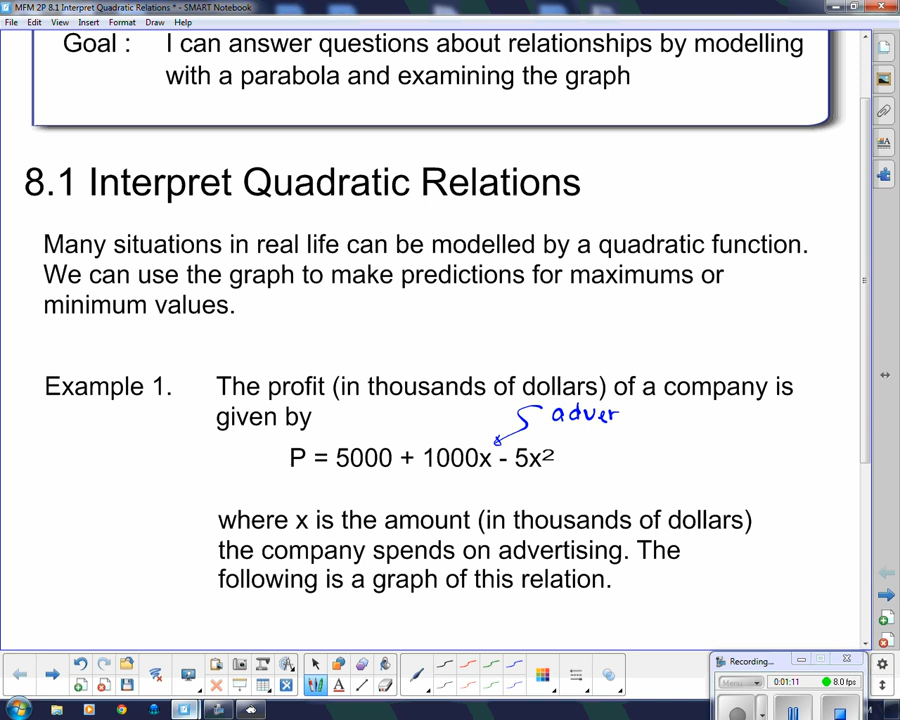 MFM 2P 8.1 Interpret Quadratic Relations * - SMART Notebook
File Edit View Insert Format Draw Help
Goal : I can answer questions about relationships by modelling
with a parabola and examining the graph
8.1 Interpret Quadratic Relations
Many situations in real life can be modelled by a quadratic function.
We can use the graph to make predictions for maximums or
minimum values.
Example 1. The profit (in thousands of dollars) of a company is
given by
adver
P = 5000 + 1000x - 5x²
where x is the amount (in thousands of dollars)
the company spends on advertising. The
following is a graph of this relation.
Recording...
Menu 0:01:11 8.0 fps